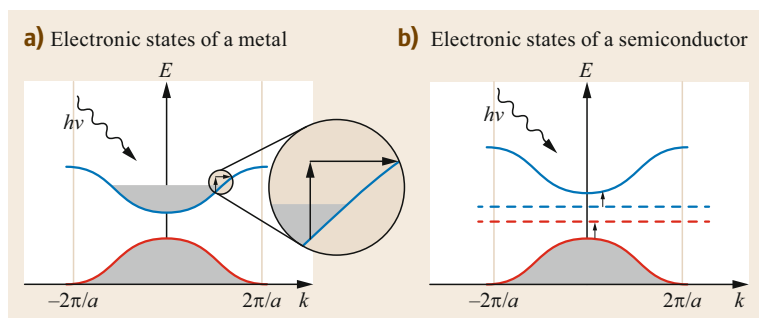 a) Electronic states of a metal
E
hν
−2π/a
2π/a
k
b) Electronic states of a semiconductor
E
hν
−2π/a
2π/a
k